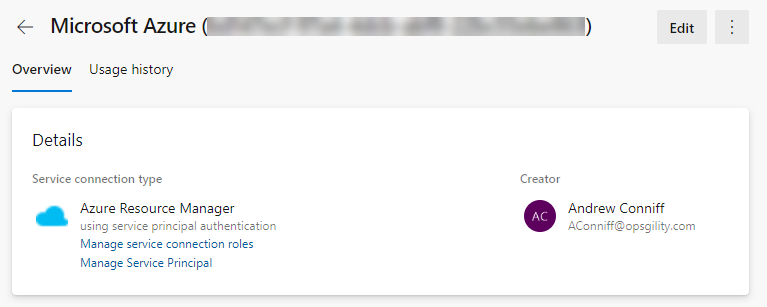 Microsoft Azure ( )
Edit
Overview
Usage history
Details
Service connection type
Creator
Azure Resource Manager
using service principal authentication
Manage service connection roles
Manage Service Principal
AC
Andrew Conniff
AConniff@opsgility.com